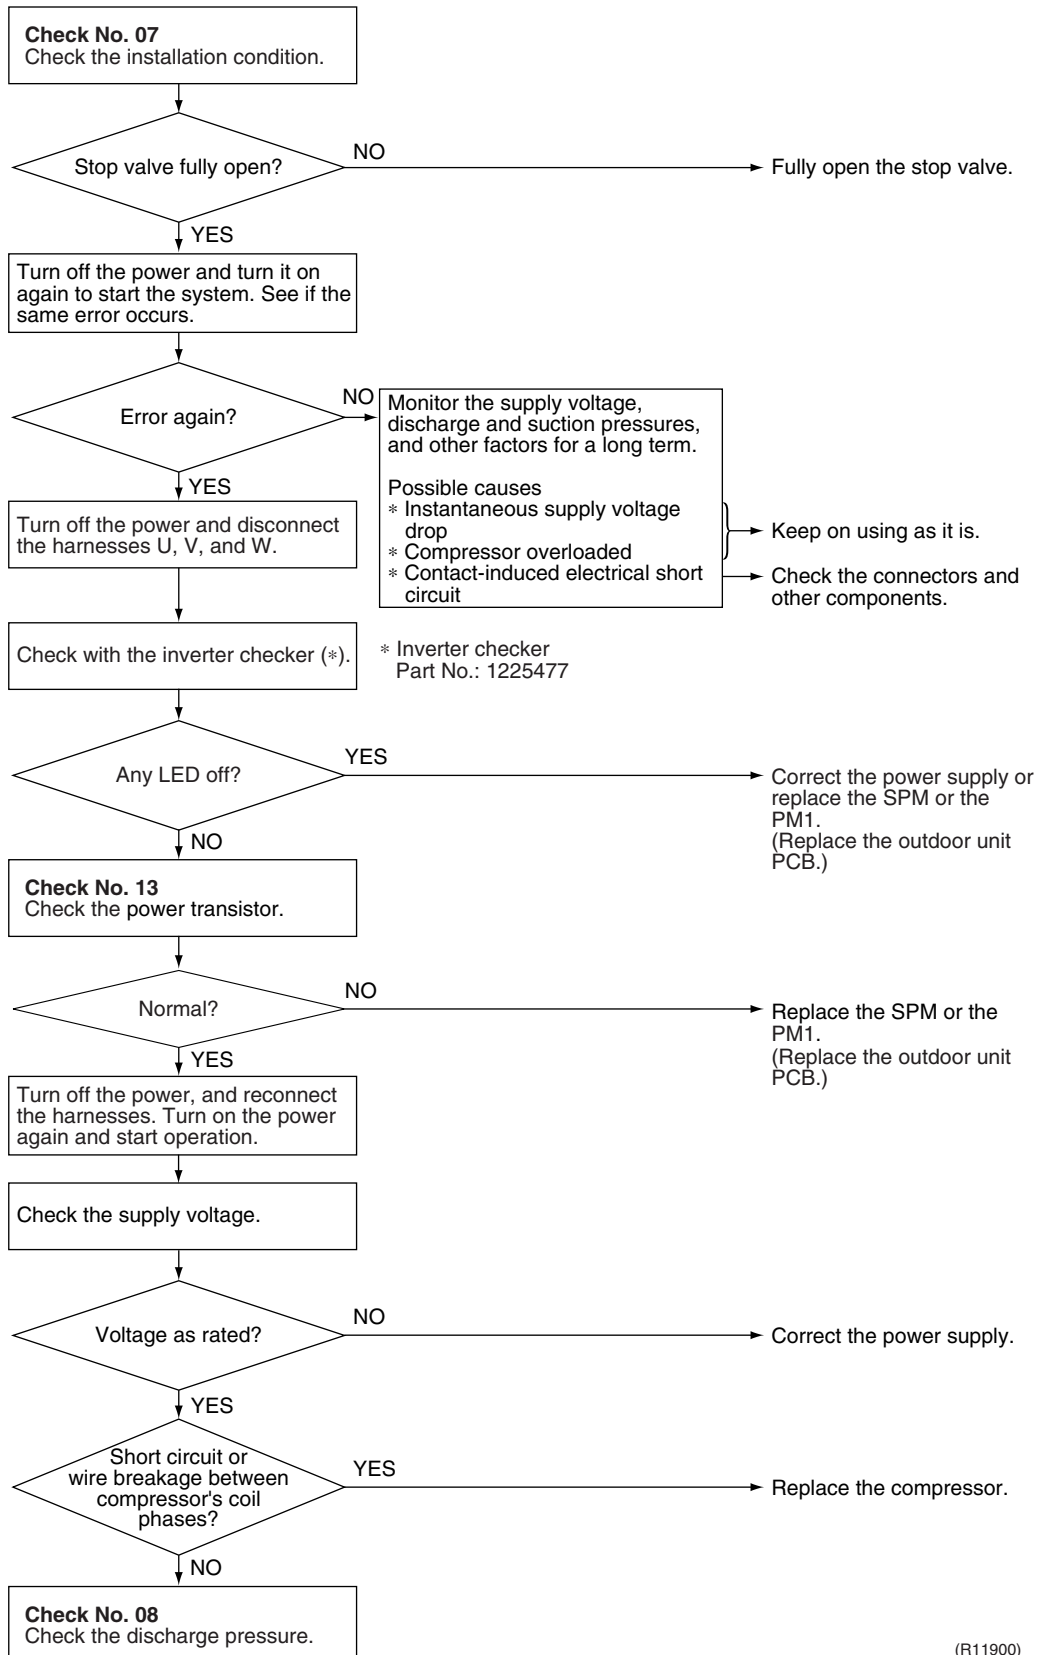 Check No. 07
Check the installation condition.
Stop valve fully open?
NO
Fully open the stop valve.
YES
Turn off the power and turn it on
again to start the system. See if the
same error occurs.
Error again?
NO
Monitor the supply voltage,
discharge and suction pressures,
and other factors for a long term.
Possible causes
* Instantaneous supply voltage
drop
* Compressor overloaded
* Contact-induced electrical short
circuit
Keep on using as it is.
Check the connectors and
other components.
YES
Turn off the power and disconnect
the harnesses U, V, and W.
Check with the inverter checker (*).
* Inverter checker
Part No.: 1225477
Any LED off?
YES
Correct the power supply or
replace the SPM or the
PM1.
(Replace the outdoor unit
PCB.)
NO
Check No. 13
Check the power transistor.
Normal?
NO
Replace the SPM or the
PM1.
(Replace the outdoor unit
PCB.)
YES
Turn off the power, and reconnect
the harnesses. Turn on the power
again and start operation.
Check the supply voltage.
Voltage as rated?
NO
Correct the power supply.
YES
Short circuit or
wire breakage between
compressor's coil
phases?
YES
Replace the compressor.
NO
Check No. 08
Check the discharge pressure.
(R11900)